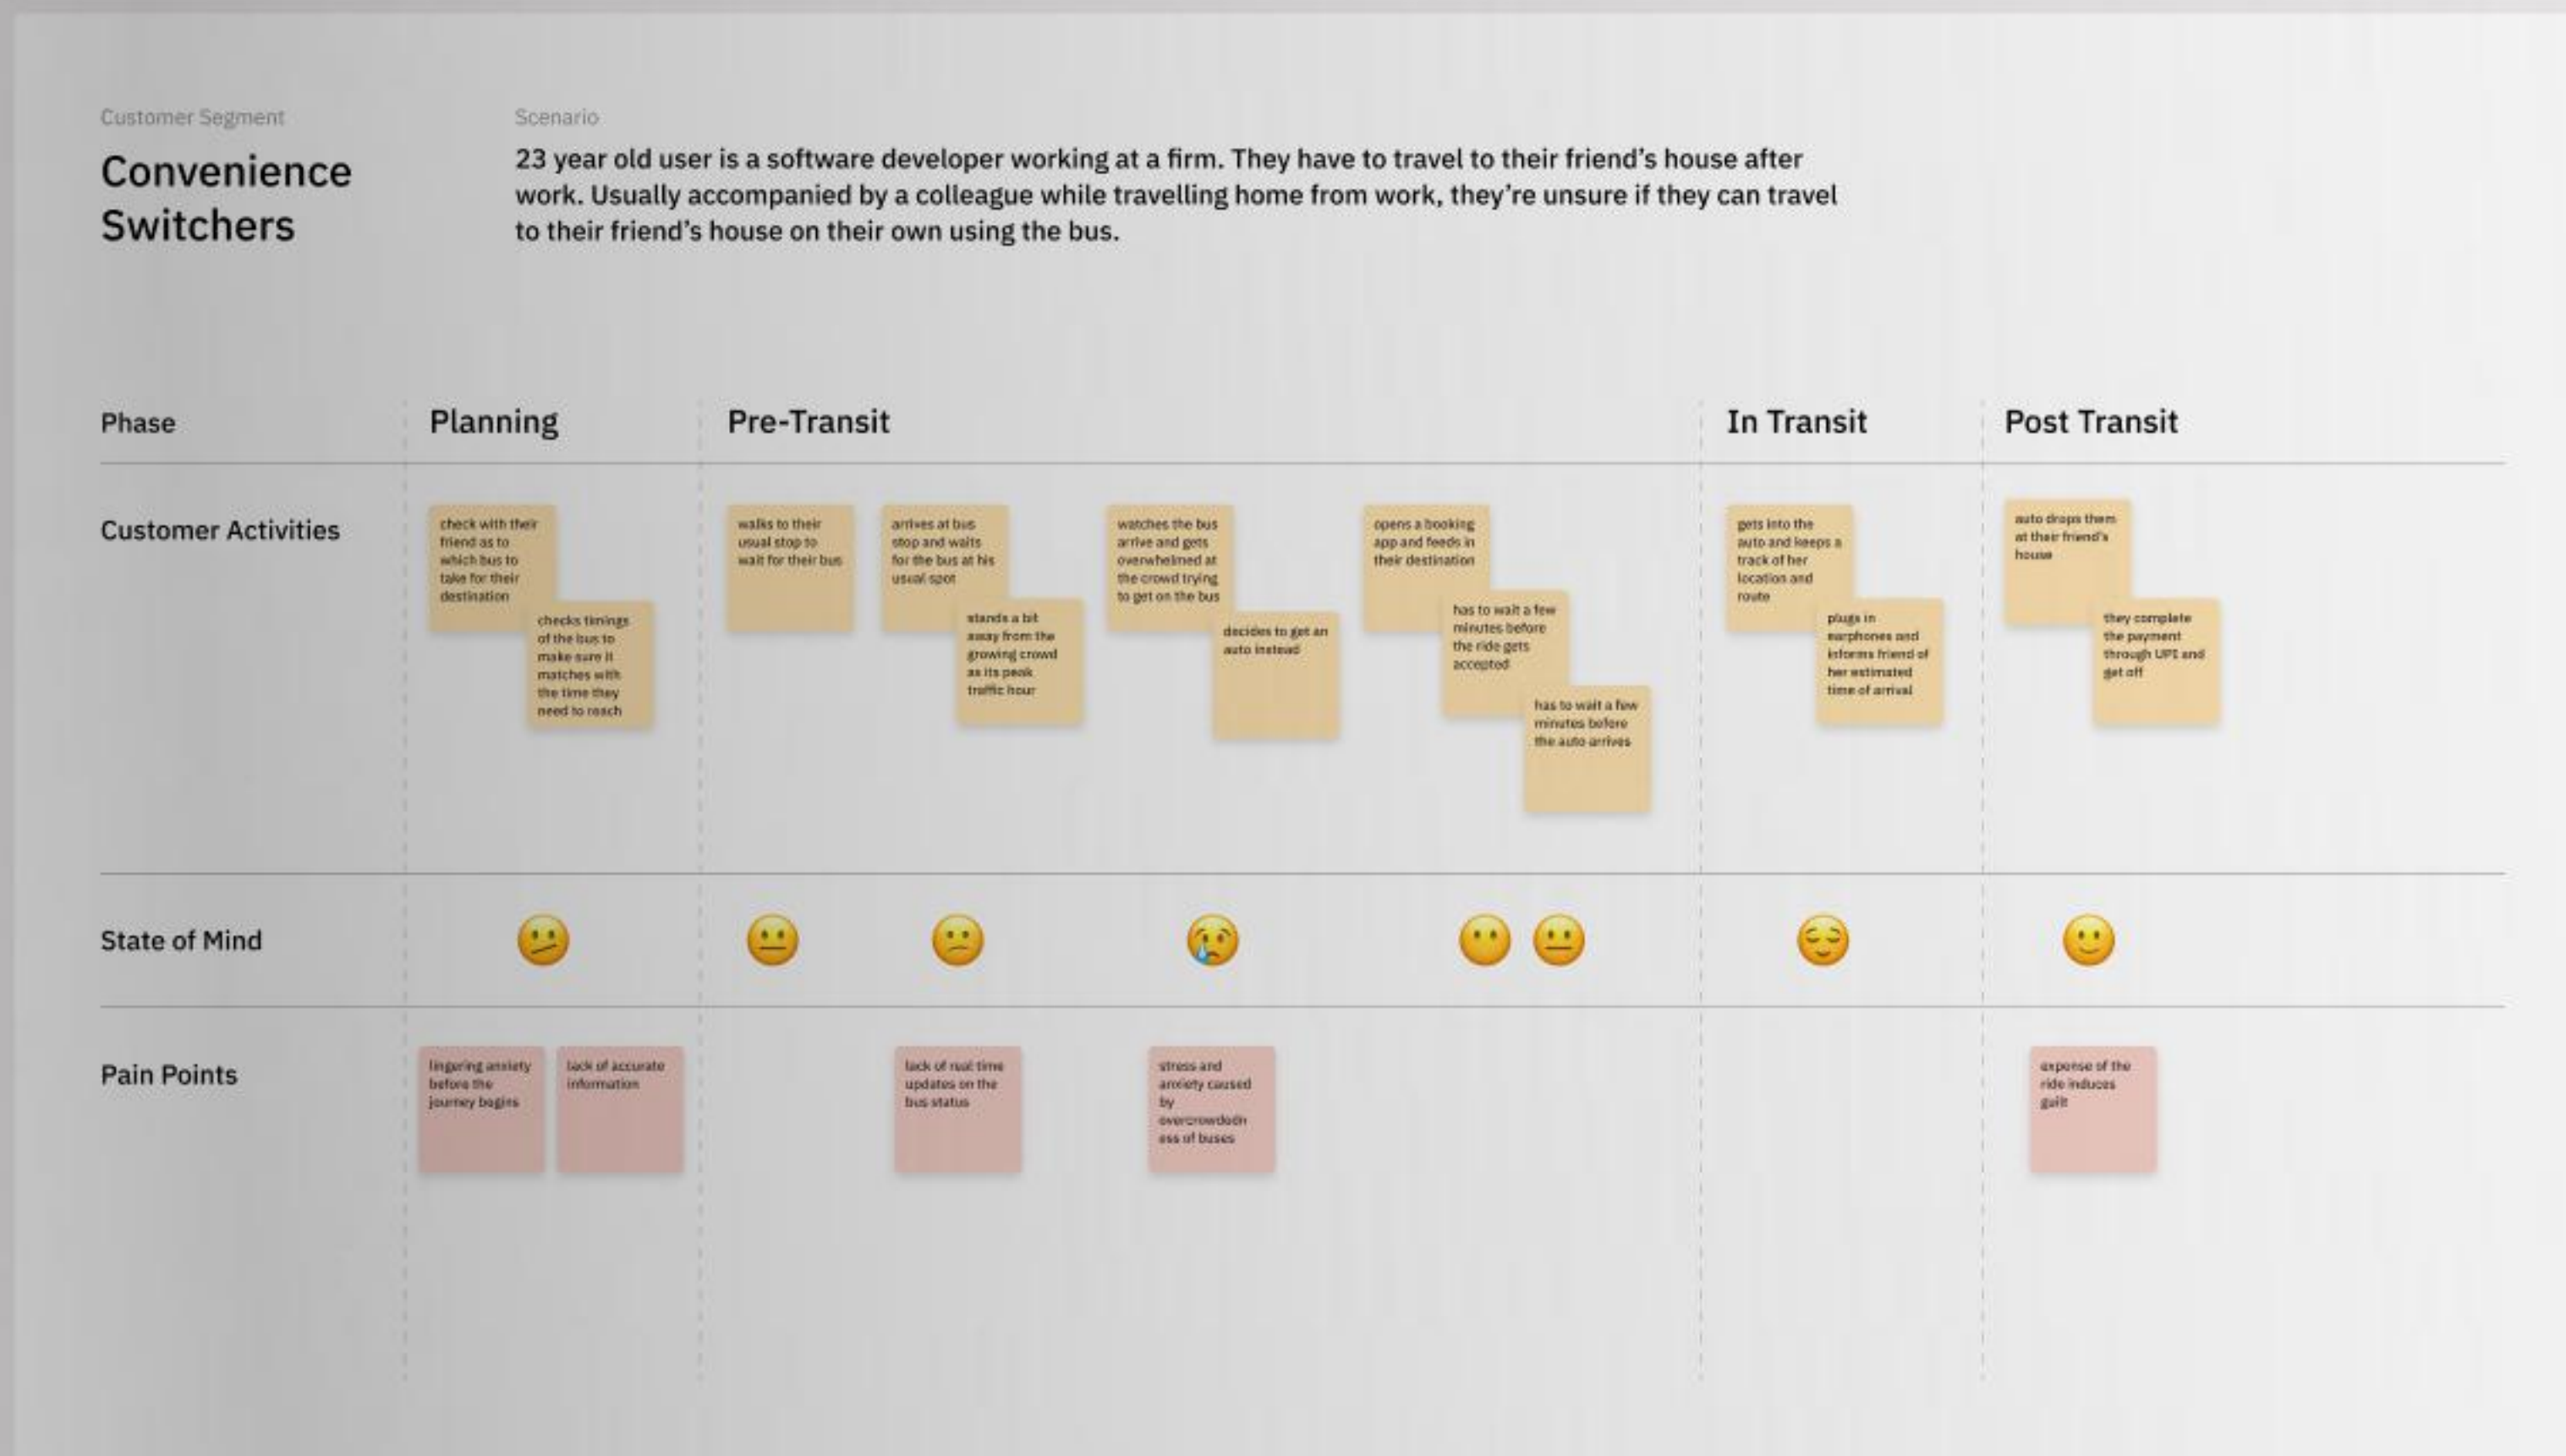 Customer Segment
Convenience
Switchers
Scenario
23 year old user is a software developer working at a firm. They have to travel to their friend's house after
work. Usually accompanied by a colleague while travelling home from work, they're unsure if they can travel
to their friend's house on their own using the bus.
Phase
Planning
Pre-Transit
In Transit
Post Transit
Customer Activities
check with their
friend as to
which bus to
take for their
destination
checks timings
of the bus to
make sure it
matches with
the time they
need to reach
walks to their
usual stop to
wait for their bus
arrives at bus
stop and waits
for the bus at his
usual spot
stands a bit
away from the
growing crowd
as its peak
traffic hour
watches the bus
arrive and gets
overwhelmed at
the crowd trying
to get on the bus
decides to get an
auto instead
opens a booking
app and feeds in
their destination
has to wait a few
minutes before
the ride gets
accepted
has to wait a few
minutes before
the auto arrives
gets into the
auto and keeps a
track of her
location and
route
plugs in
earphones and
informs friend of
her estimated
time of arrival
auto drops them
at their friend's
house
they complete
the payment
through UPI and
get off
State of Mind
Pain Points
lingering anxiety
before the
journey begins
lack of accurate
information
lack of real time
updates on the
bus status
stress and
anxiety caused
by
overcrowdedn
ess of buses
expense of the
ride induces
guilt